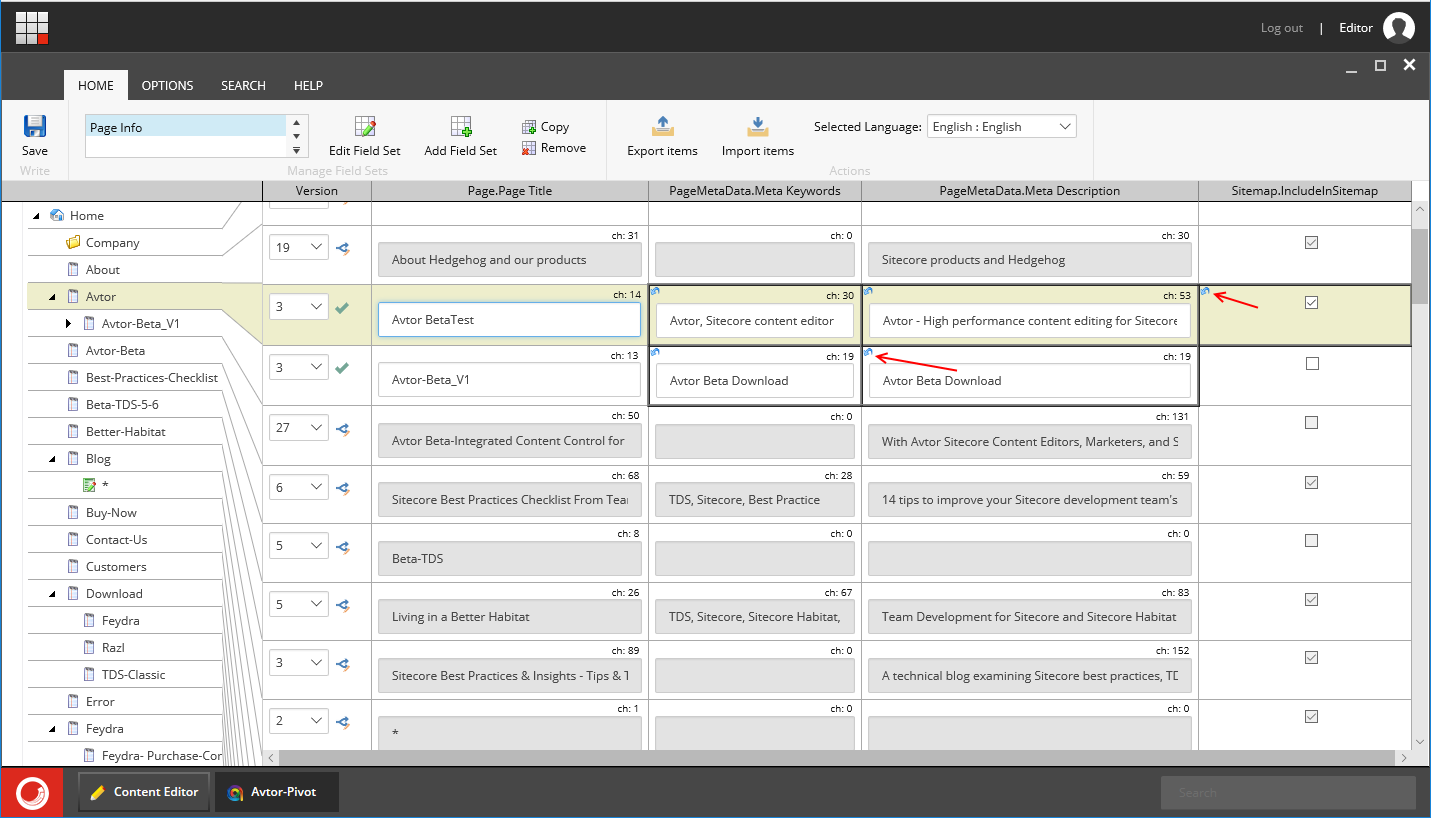 Log out | Editor
HOME OPTIONS SEARCH HELP
Page Info
Save
Write
Edit Field Set
Add Field Set
Copy
Remove
Manage Field Sets
Export items
Import items
Selected Language: English : English
Actions
Version Page.Page Title PageMetaData.Meta Keywords PageMetaData.Meta Description Sitemap.IncludeInSitemap
Home
Company
About
Avtor
Avtor-Beta_V1
Avtor-Beta
Best-Practices-Checklist
Beta-TDS-5-6
Better-Habitat
Blog
*
Buy-Now
Contact-Us
Customers
Download
Feydra
Razl
TDS-Classic
Error
Feydra
Feydra- Purchase-Cor
ch: 31 ch: 0 ch: 30
19 About Hedgehog and our products Sitecore products and Hedgehog
ch: 14 ch: 30 ch: 53
3 Avtor BetaTest Avtor, Sitecore content editor Avtor - High performance content editing for Sitecore
ch: 13 ch: 19 ch: 19
3 Avtor-Beta_V1 Avtor Beta Download Avtor Beta Download
ch: 50 ch: 0 ch: 131
27 Avtor Beta-Integrated Content Control for With Avtor Sitecore Content Editors, Marketers, and S
ch: 68 ch: 28 ch: 59
6 Sitecore Best Practices Checklist From Tea TDS, Sitecore, Best Practice 14 tips to improve your Sitecore development team's
ch: 8 ch: 0 ch: 0
5 Beta-TDS
ch: 26 ch: 67 ch: 83
5 Living in a Better Habitat TDS, Sitecore, Sitecore Habitat, Team Development for Sitecore and Sitecore Habitat
ch: 89 ch: 0 ch: 152
3 Sitecore Best Practices & Insights - Tips & T A technical blog examining Sitecore best practices, TD
ch: 1 ch: 0 ch: 0
2 *
Content Editor Avtor-Pivot Search